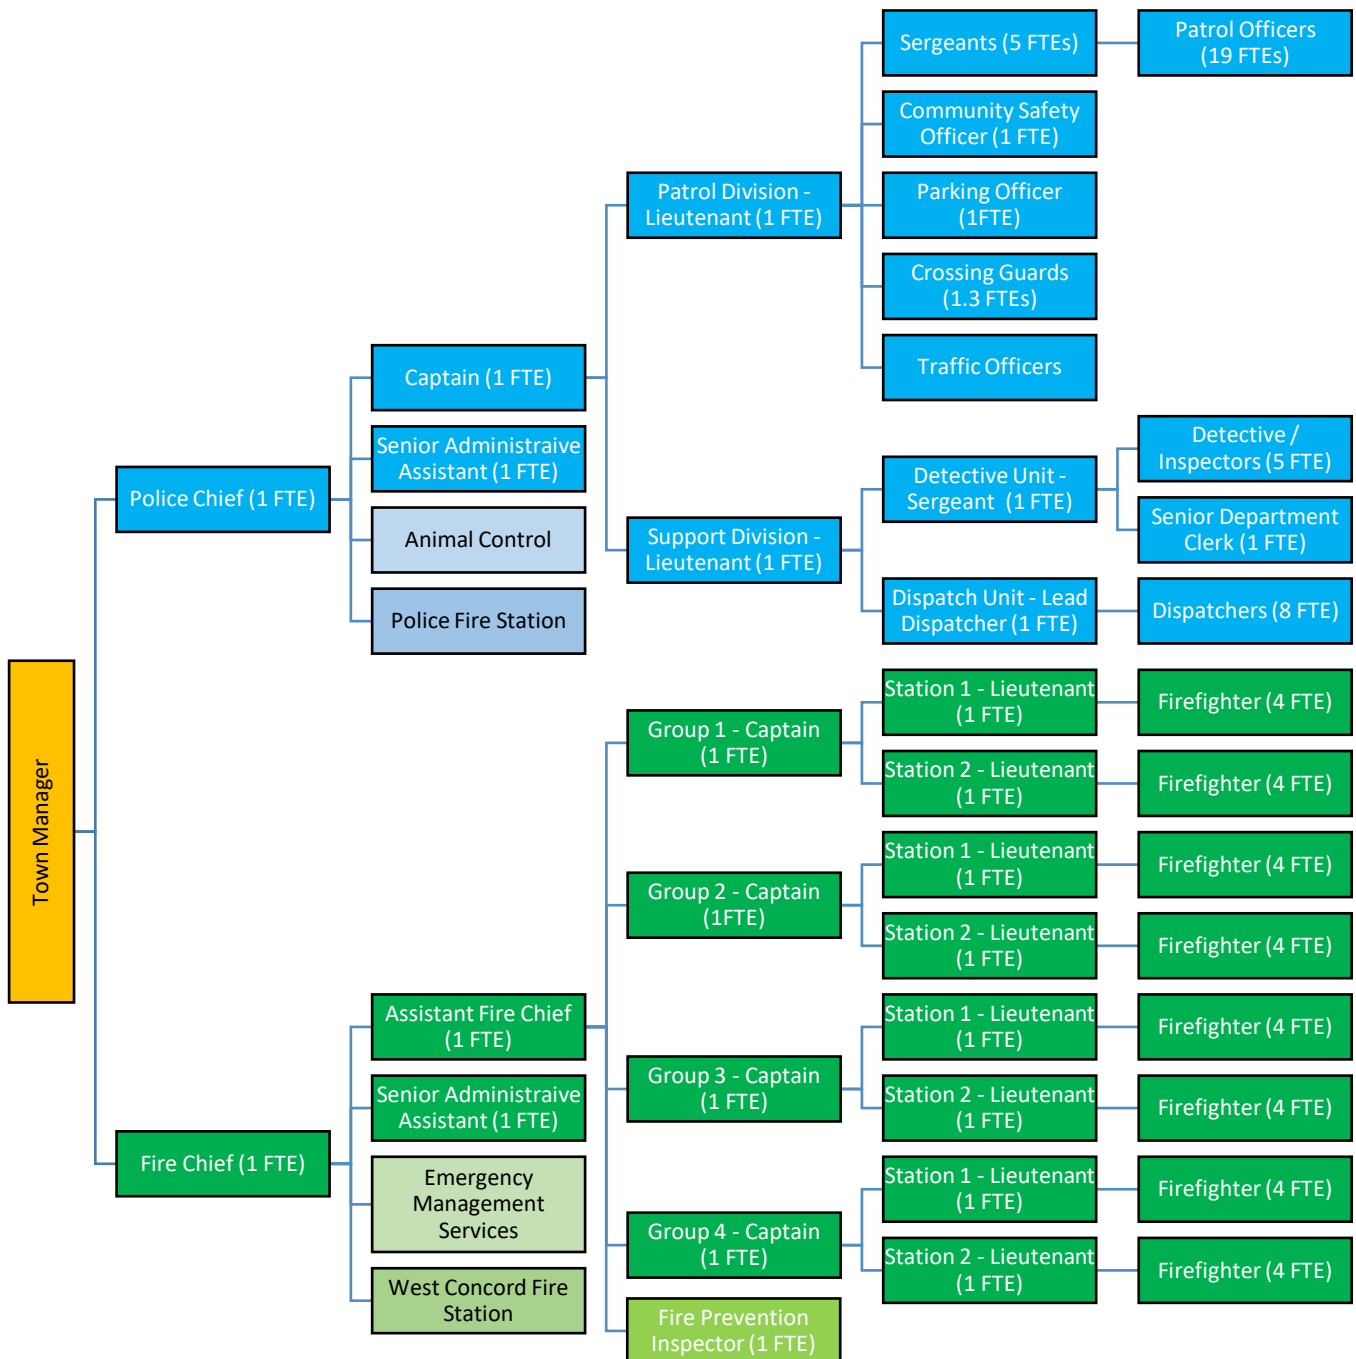 Town Manager
Police Chief (1 FTE)
Captain (1 FTE)
Senior Administraive
Assistant (1 FTE)
Animal Control
Police Fire Station
Patrol Division -
Lieutenant (1 FTE)
Sergeants (5 FTEs)
Patrol Officers
(19 FTEs)
Community Safety
Officer (1 FTE)
Parking Officer
(1FTE)
Crossing Guards
(1.3 FTEs)
Traffic Officers
Support Division -
Lieutenant (1 FTE)
Detective Unit -
Sergeant (1 FTE)
Detective /
Inspectors (5 FTE)
Senior Department
Clerk (1 FTE)
Dispatch Unit - Lead
Dispatcher (1 FTE)
Dispatchers (8 FTE)
Fire Chief (1 FTE)
Assistant Fire Chief
(1 FTE)
Senior Administraive
Assistant (1 FTE)
Emergency
Management
Services
West Concord Fire
Station
Group 1 - Captain
(1 FTE)
Station 1 - Lieutenant
(1 FTE)
Firefighter (4 FTE)
Station 2 - Lieutenant
(1 FTE)
Firefighter (4 FTE)
Group 2 - Captain
(1FTE)
Station 1 - Lieutenant
(1 FTE)
Firefighter (4 FTE)
Station 2 - Lieutenant
(1 FTE)
Firefighter (4 FTE)
Group 3 - Captain
(1 FTE)
Station 1 - Lieutenant
(1 FTE)
Firefighter (4 FTE)
Station 2 - Lieutenant
(1 FTE)
Firefighter (4 FTE)
Group 4 - Captain
(1 FTE)
Station 1 - Lieutenant
(1 FTE)
Firefighter (4 FTE)
Station 2 - Lieutenant
(1 FTE)
Firefighter (4 FTE)
Fire Prevention
Inspector (1 FTE)